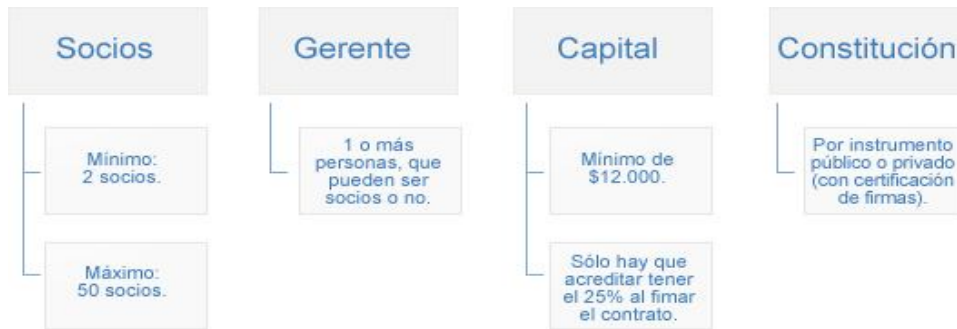 Socios
Mínimo:
2 socios.
Máximo:
50 socios.
Gerente
1 o más
personas, que
pueden ser
socios o no.
Capital
Mínimo de
$12.000.
Sólo hay que
acreditar tener
el 25% al fimar
el contrato.
Constitución
Por instrumento
público o privado
(con certificación
de firmas).